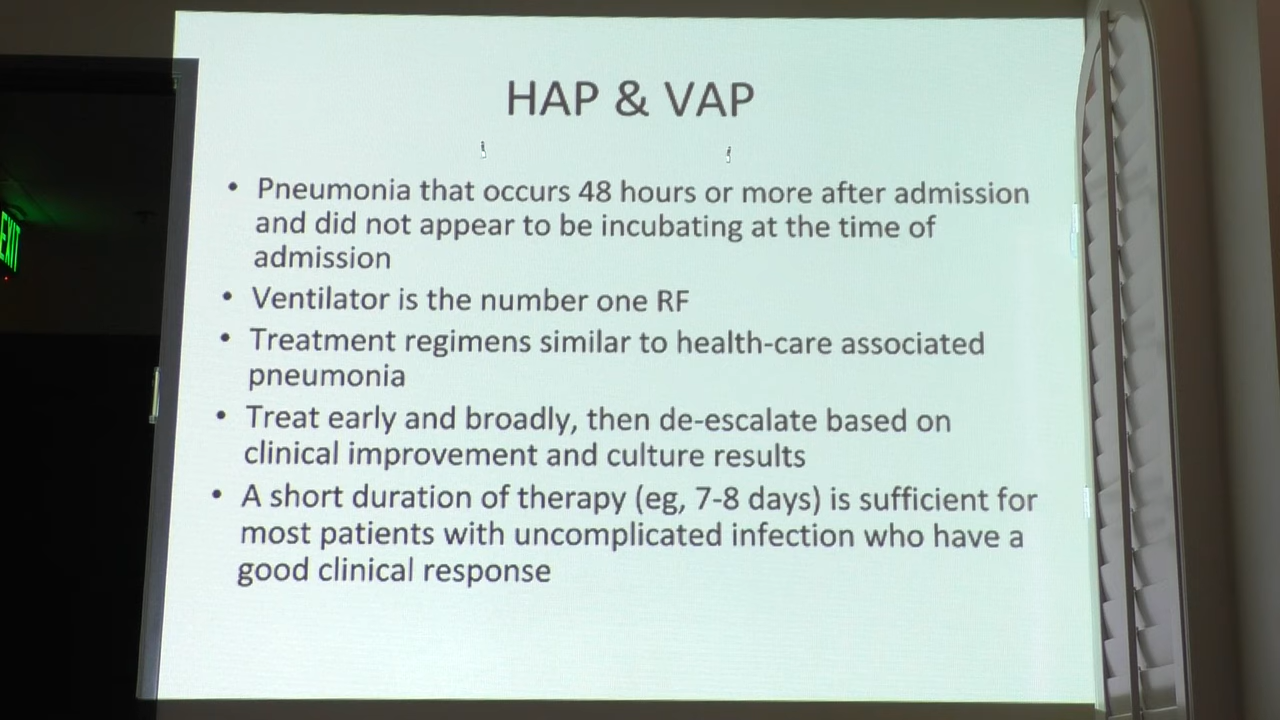 HAP & VAP
• Pneumonia that occurs 48 hours or more after admission
and did not appear to be incubating at the time of
admission
• Ventilator is the number one RF
• Treatment regimens similar to health-care associated
pneumonia
• Treat early and broadly, then de-escalate based on
clinical improvement and culture results
• A short duration of therapy (eg, 7-8 days) is sufficient for
most patients with uncomplicated infection who have a
good clinical response
EXIT